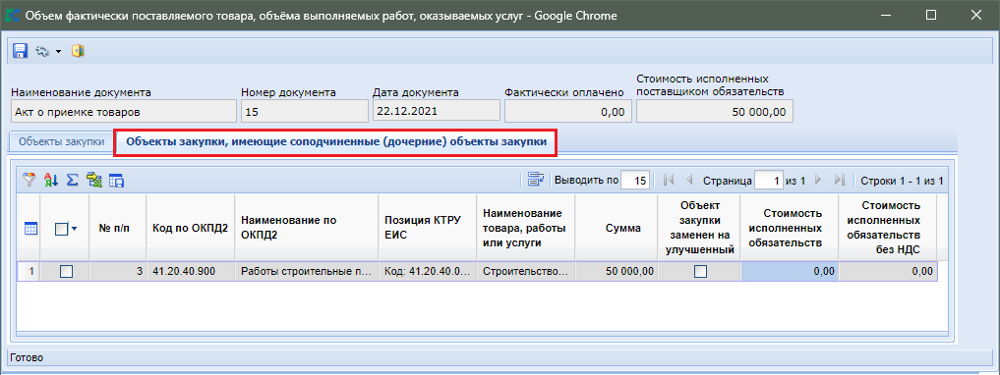 Объем фактически поставляемого товара, объёма выполняемых работ, оказываемых услуг - Google Chrome
Наименование документа
Номер документа
Дата документа
Фактически оплачено
Стоимость исполненных
поставщиком обязательств
Акт о приемке товаров
15
22.12.2021
0,00
50 000,00
Объекты закупки
Объекты закупки, имеющие соподчиненные (дочерние) объекты закупки
Выводить по 15
Страница 1 из 1
Строки 1 - 1 из 1
№ п/п
Код по ОКПД2
Наименование по
ОКПД2
Позиция КТРУ
ЕИС
Наименование
товара, работы
или услуги
Сумма
Объект
закупки
заменен на
улучшенный
Стоимость
исполненных
обязательств
Стоимость
исполненных
обязательств
без НДС
1
3
41.20.40.900
Работы строительные п...
Код: 41.20.40.0...
Строительство...
50 000,00
0,00
0,00
Готово